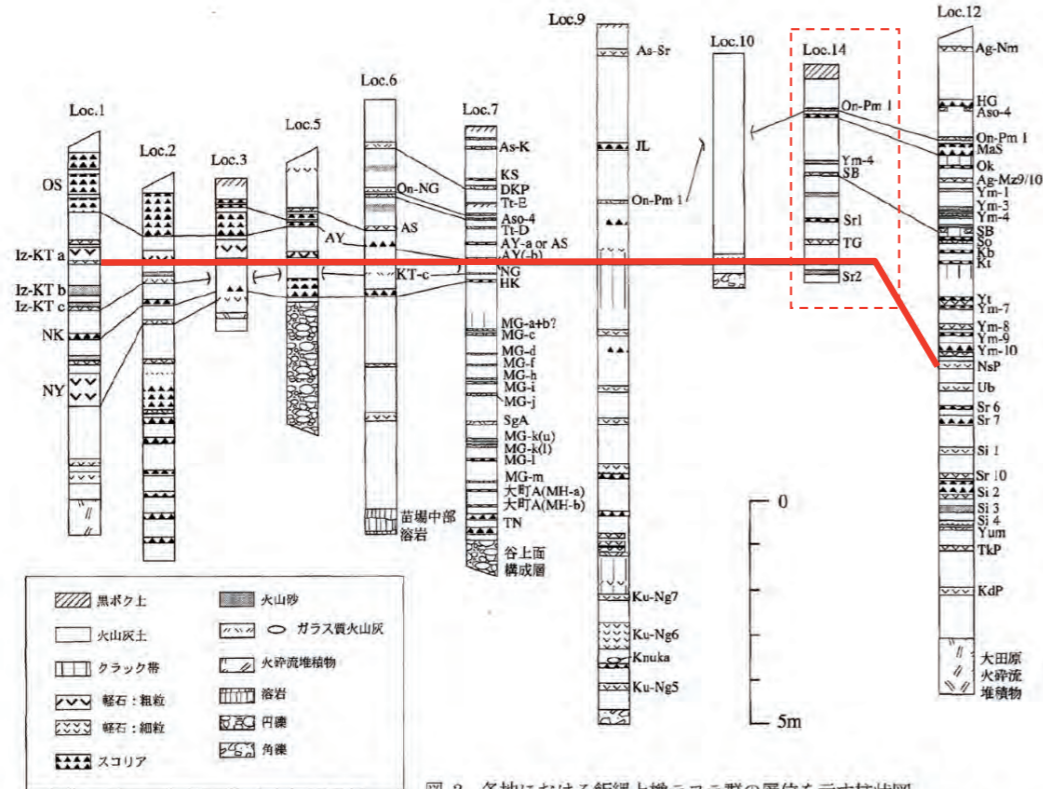 Loc.1
OS
Iz-KT a
Iz-KT b
Iz-KT c
NK
NY
Loc.2
Loc.3
Loc.5
AY
Loc.6
On-NG
AS
KT-c
苗場中部
溶岩
Loc.7
As-K
KS
DKP
Tt-E
Aso-4
Tt-D
AY-a or AS
AY(-b)
NG
HK
MG-a+b?
MG-c
MG-d
MG-f
MG-h
MG-i
MG-j
SgA
MG-k(u)
MG-k(l)
MG-l
MG-m
大町A(MH-a)
大町A(MH-b)
TN
谷上面
構成層
Loc.9
As-Sr
JL
On-Pm 1
Ku-Ng7
Ku-Ng6
Knuka
Ku-Ng5
Loc.10
Loc.14
On-Pm 1
Ym-4
SB
Sr1
TG
Sr2
Loc.12
Ag-Nm
HG
Aso-4
On-Pm 1
MaS
Ok
Ag-Mz9/10
Ym-1
Ym-3
Ym-4
SB
So
Kb
Kt
Yt
Ym-7
Ym-8
Ym-9
Ym-10
NsP
Ub
Sr 6
Sr 7
Si 1
Sr 10
Si 2
Si 3
Si 4
Yum
TkP
KdP
大田原
火砕流
堆積物
0
5m
黒ボク土
火山灰土
クラック帯
軽石：粗粒
軽石：細粒
スコリア
火山砂
ガラス質火山灰
火砕流堆積物
溶岩
円礫
角礫